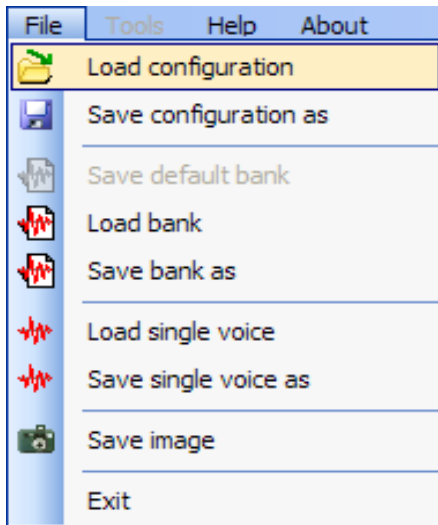 File Tools Help About
Load configuration
Save configuration as
Save default bank
Load bank
Save bank as
Load single voice
Save single voice as
Save image
Exit